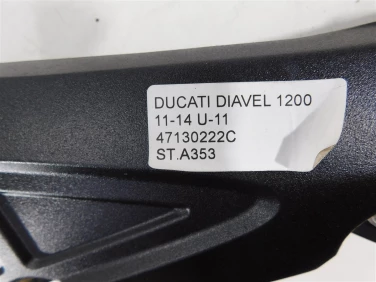 DUCATI DIAVEL 1200
11-14 U-11
47130222C
ST.A353